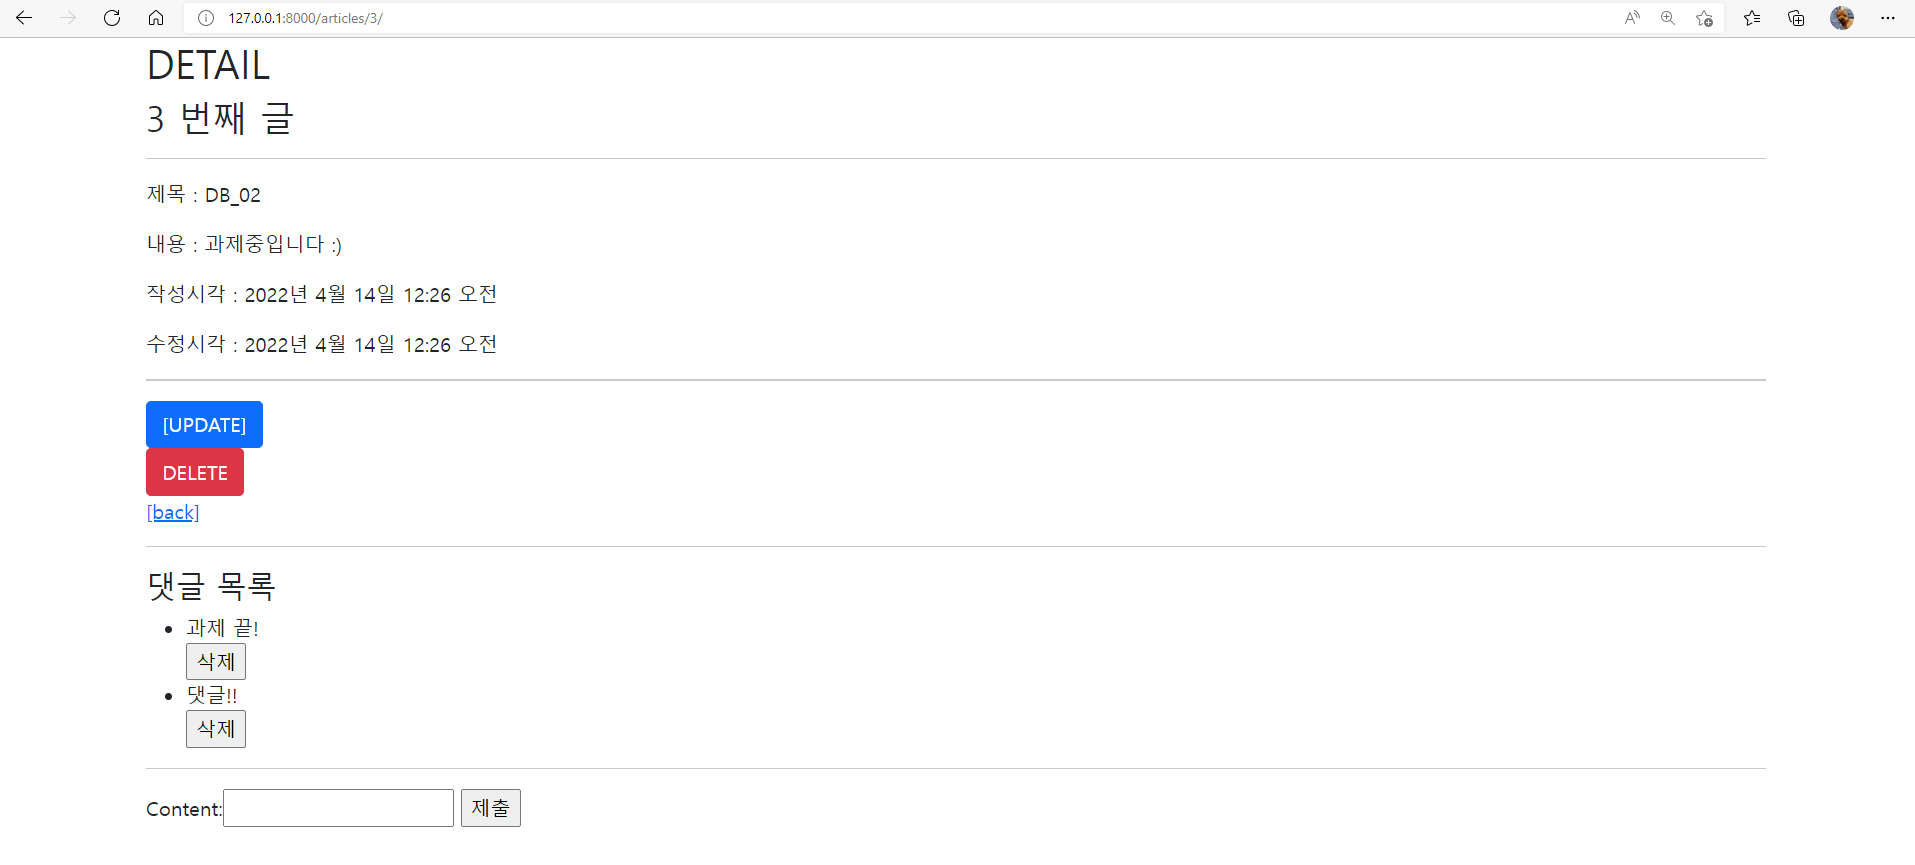 127.0.0.1:8000/articles/3/
DETAIL
3 번째 글
제목 : DB_02
내용 : 과제중입니다 :)
작성시각 : 2022년 4월 14일 12:26 오전
수정시각 : 2022년 4월 14일 12:26 오전
[UPDATE]
DELETE
[back]
댓글 목록
과제 끝!
삭제
댓글!!
삭제
Content: 제출